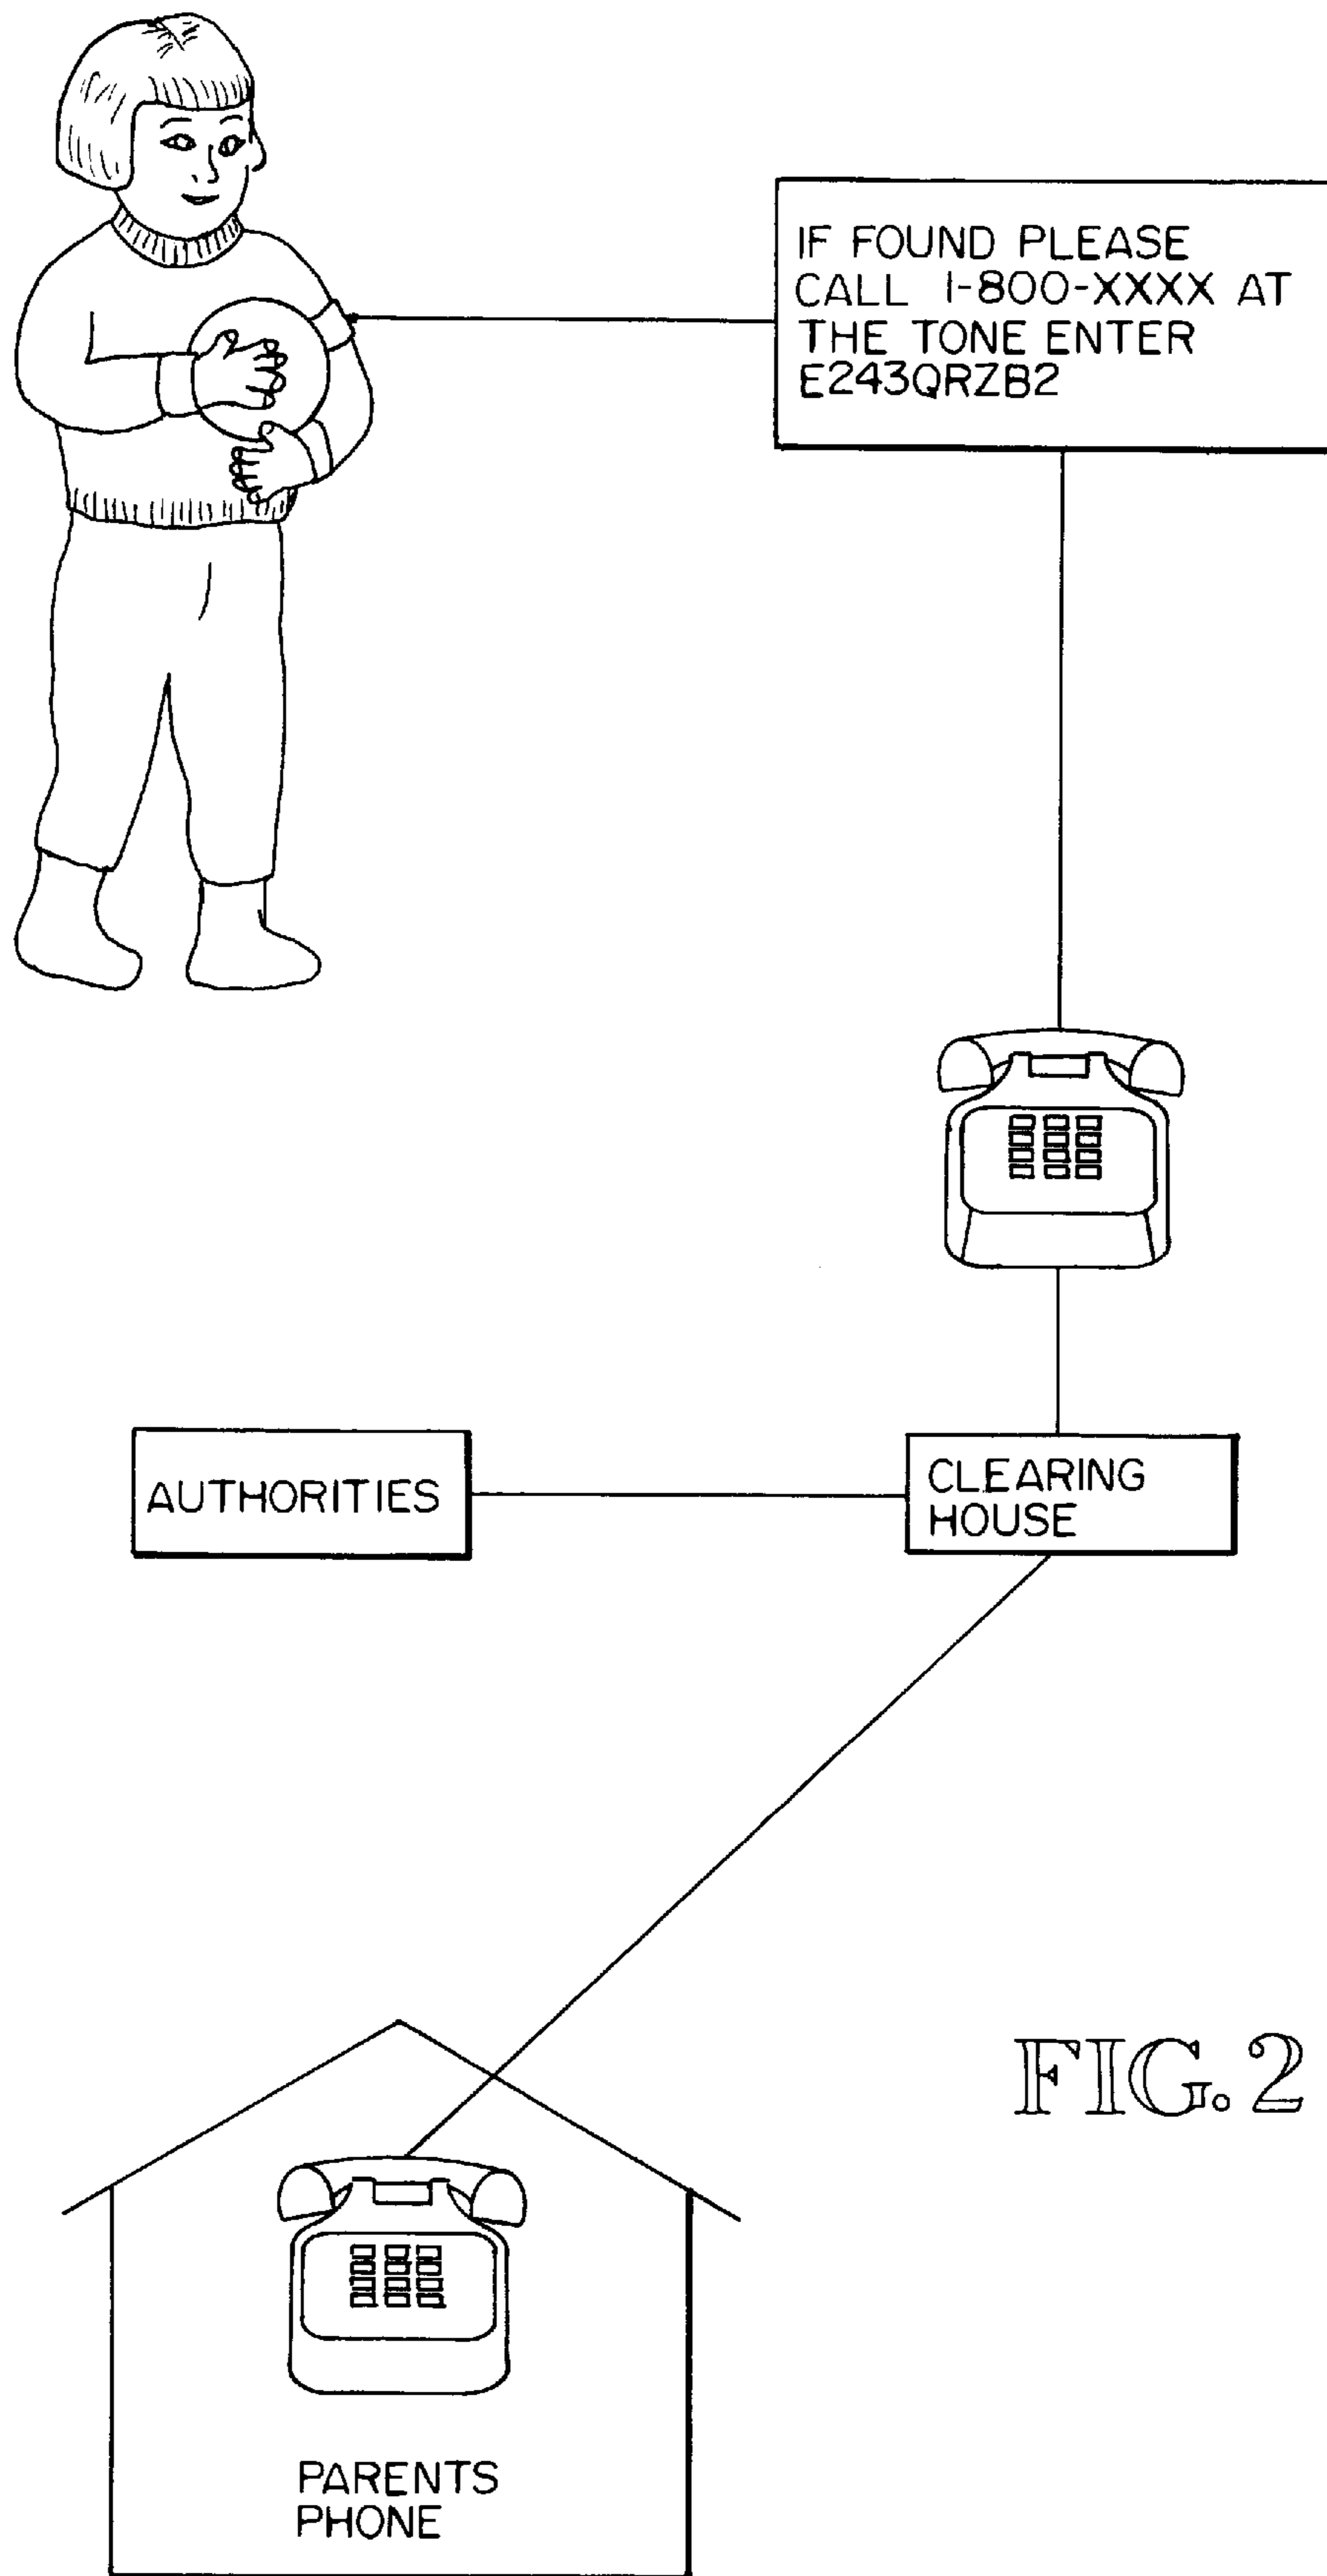 IF FOUND PLEASE
CALL 1-800-XXXX AT
THE TONE ENTER
E243QRZB2
AUTHORITIES
CLEARING
HOUSE
FIG. 2
PARENTS
PHONE